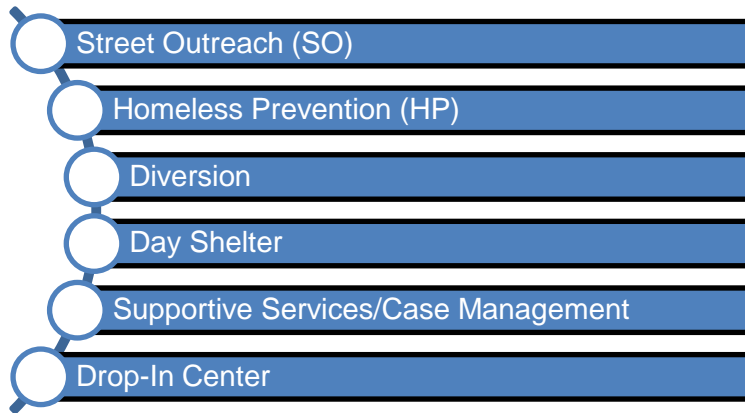 Street Outreach (SO)
Homeless Prevention (HP)
Diversion
Day Shelter
Supportive Services/Case Management
Drop-In Center